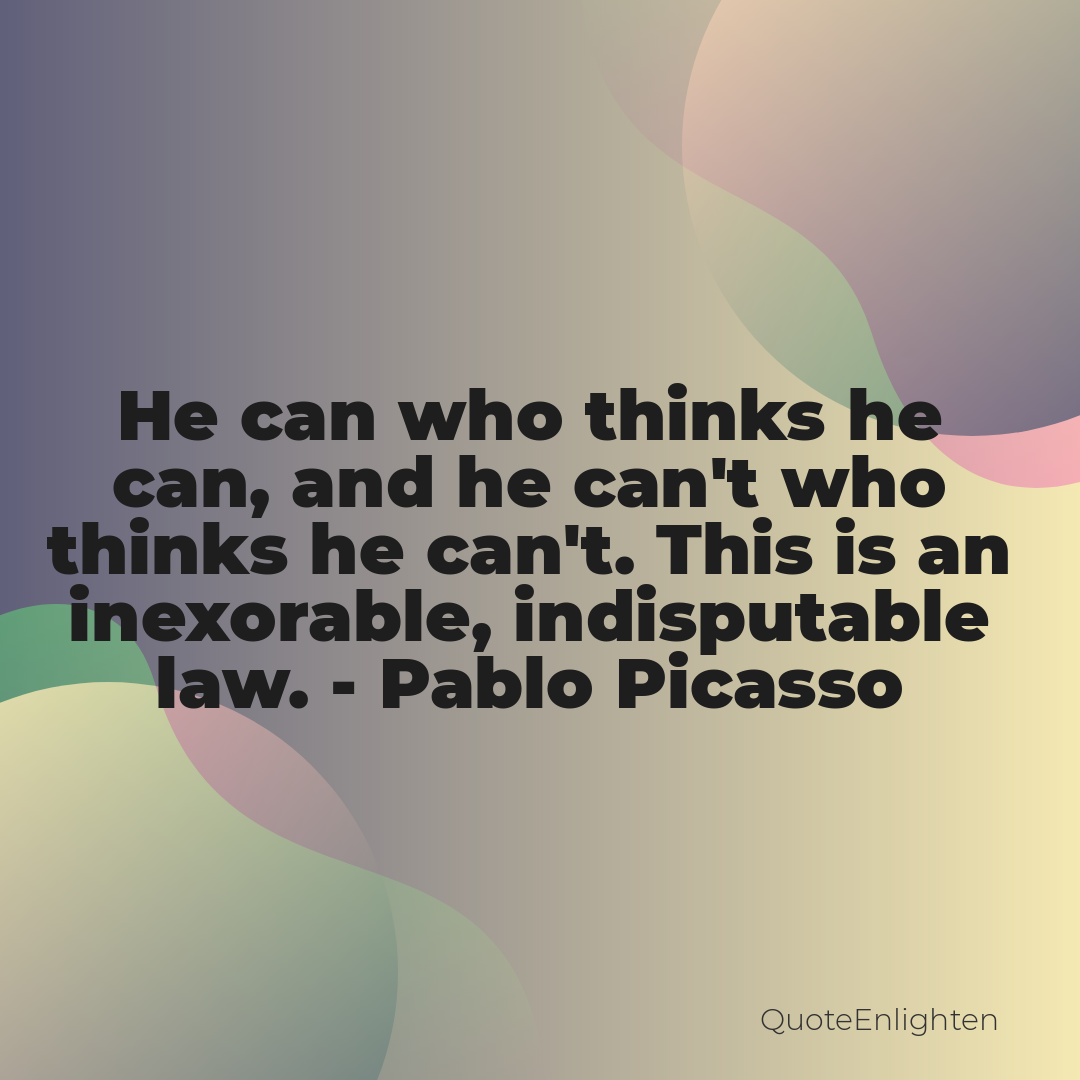 He can who thinks he
can, and he can't who
thinks he can't. This is an
inexorable, indisputable
law. - Pablo Picasso
QuoteEnlighten